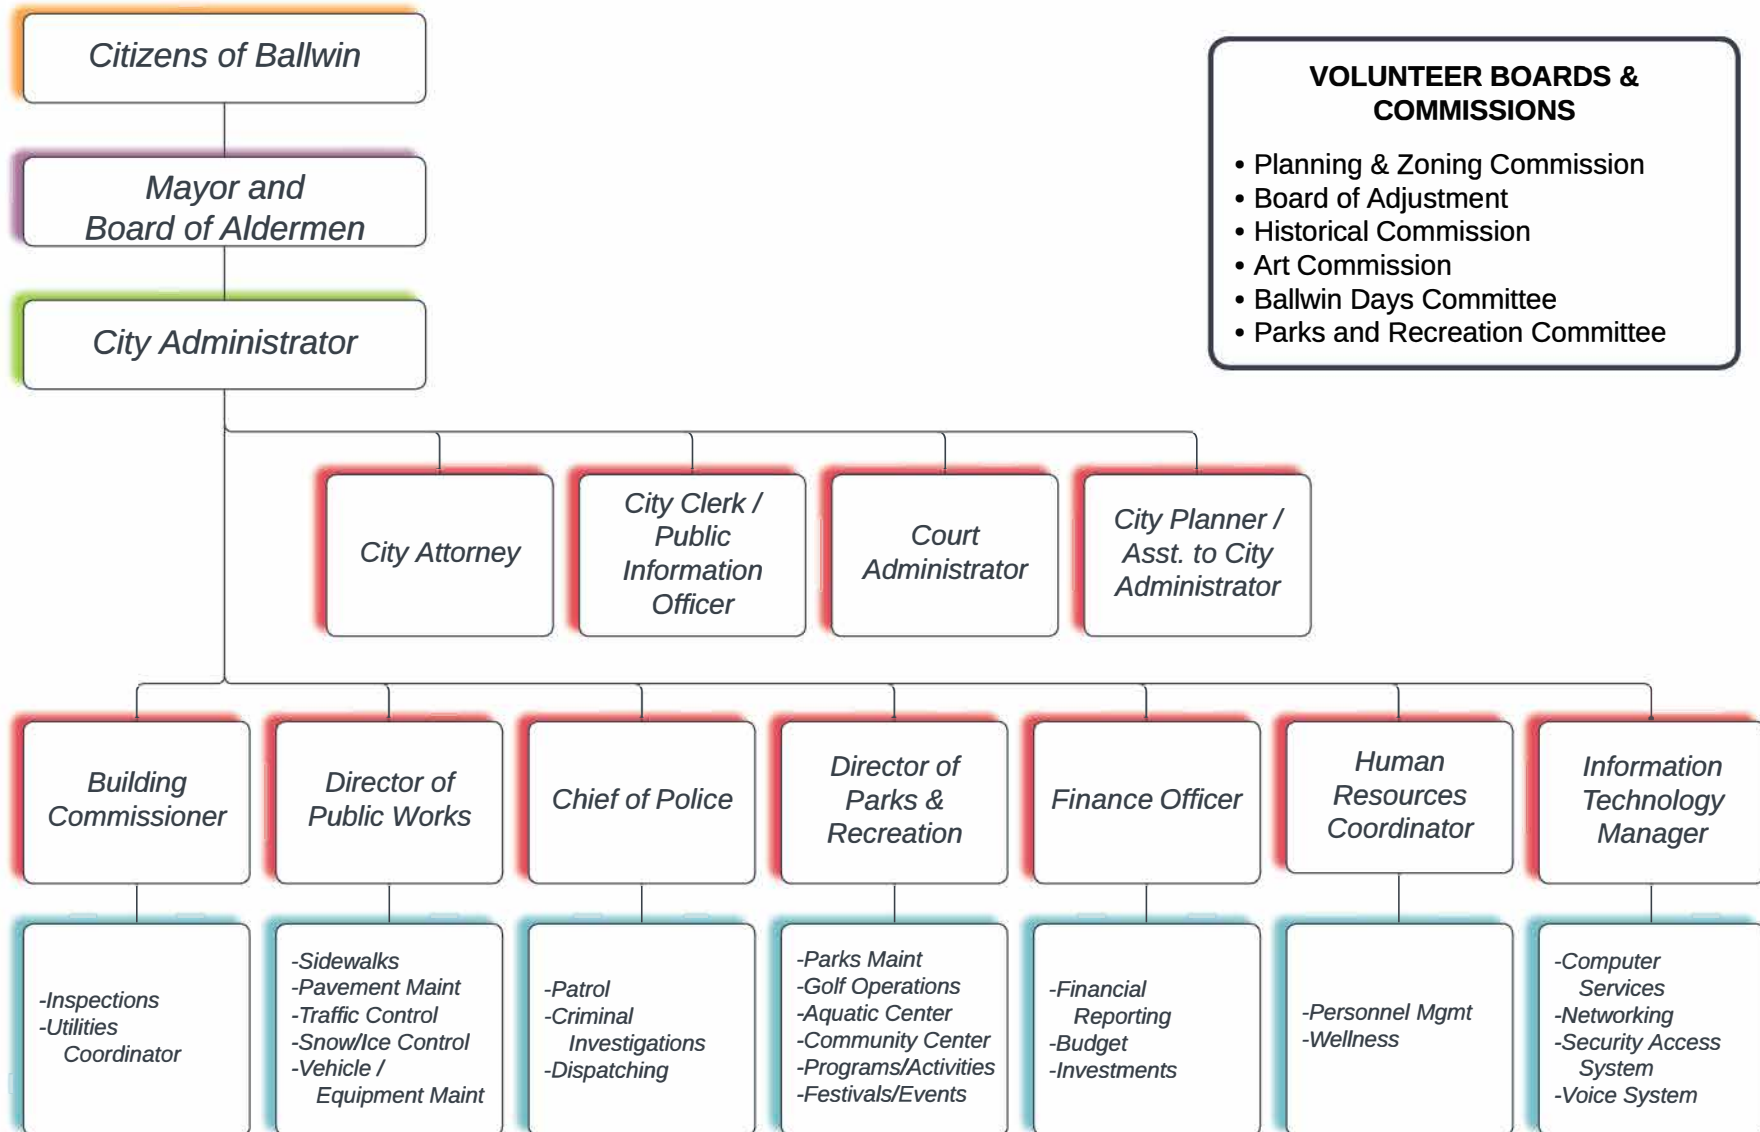 Citizens of Ballwin
Mayor and
Board of Aldermen
City Administrator
VOLUNTEER BOARDS &
COMMISSIONS
• Planning & Zoning Commission
• Board of Adjustment
• Historical Commission
• Art Commission
• Ballwin Days Committee
• Parks and Recreation Committee
City Attorney
City Clerk /
Public
Information
Officer
Court
Administrator
City Planner /
Asst. to City
Administrator
Building
Commissioner
Director of
Public Works
Chief of Police
Director of
Parks &
Recreation
Finance Officer
Human
Resources
Coordinator
Information
Technology
Manager
-Inspections
-Utilities
Coordinator
-Sidewalks
-Pavement Maint
-Traffic Control
-Snow/Ice Control
-Vehicle /
Equipment Maint
-Patrol
-Criminal
Investigations
-Dispatching
-Parks Maint
-Golf Operations
-Aquatic Center
-Community Center
-Programs/Activities
-Festivals/Events
-Financial
Reporting
-Budget
-Investments
-Personnel Mgmt
-Wellness
-Computer
Services
-Networking
-Security Access
System
-Voice System